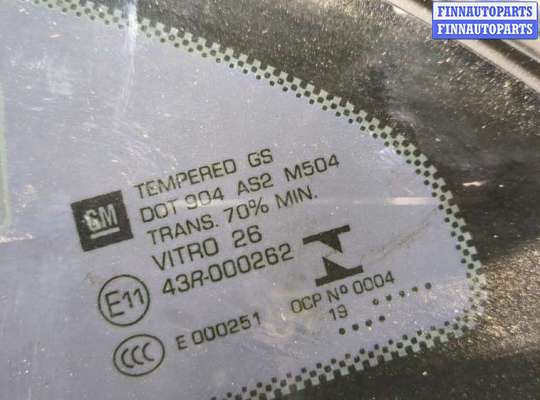 FINNAUTOPARTS
FINNAUTOPARTS
GM
TEMPERED GS
DOT 904 AS2 M504
TRANS. 70% MIN.
VITRO 26
E11 43R-000262
CCC E 000251 OCP Nº 0004
19